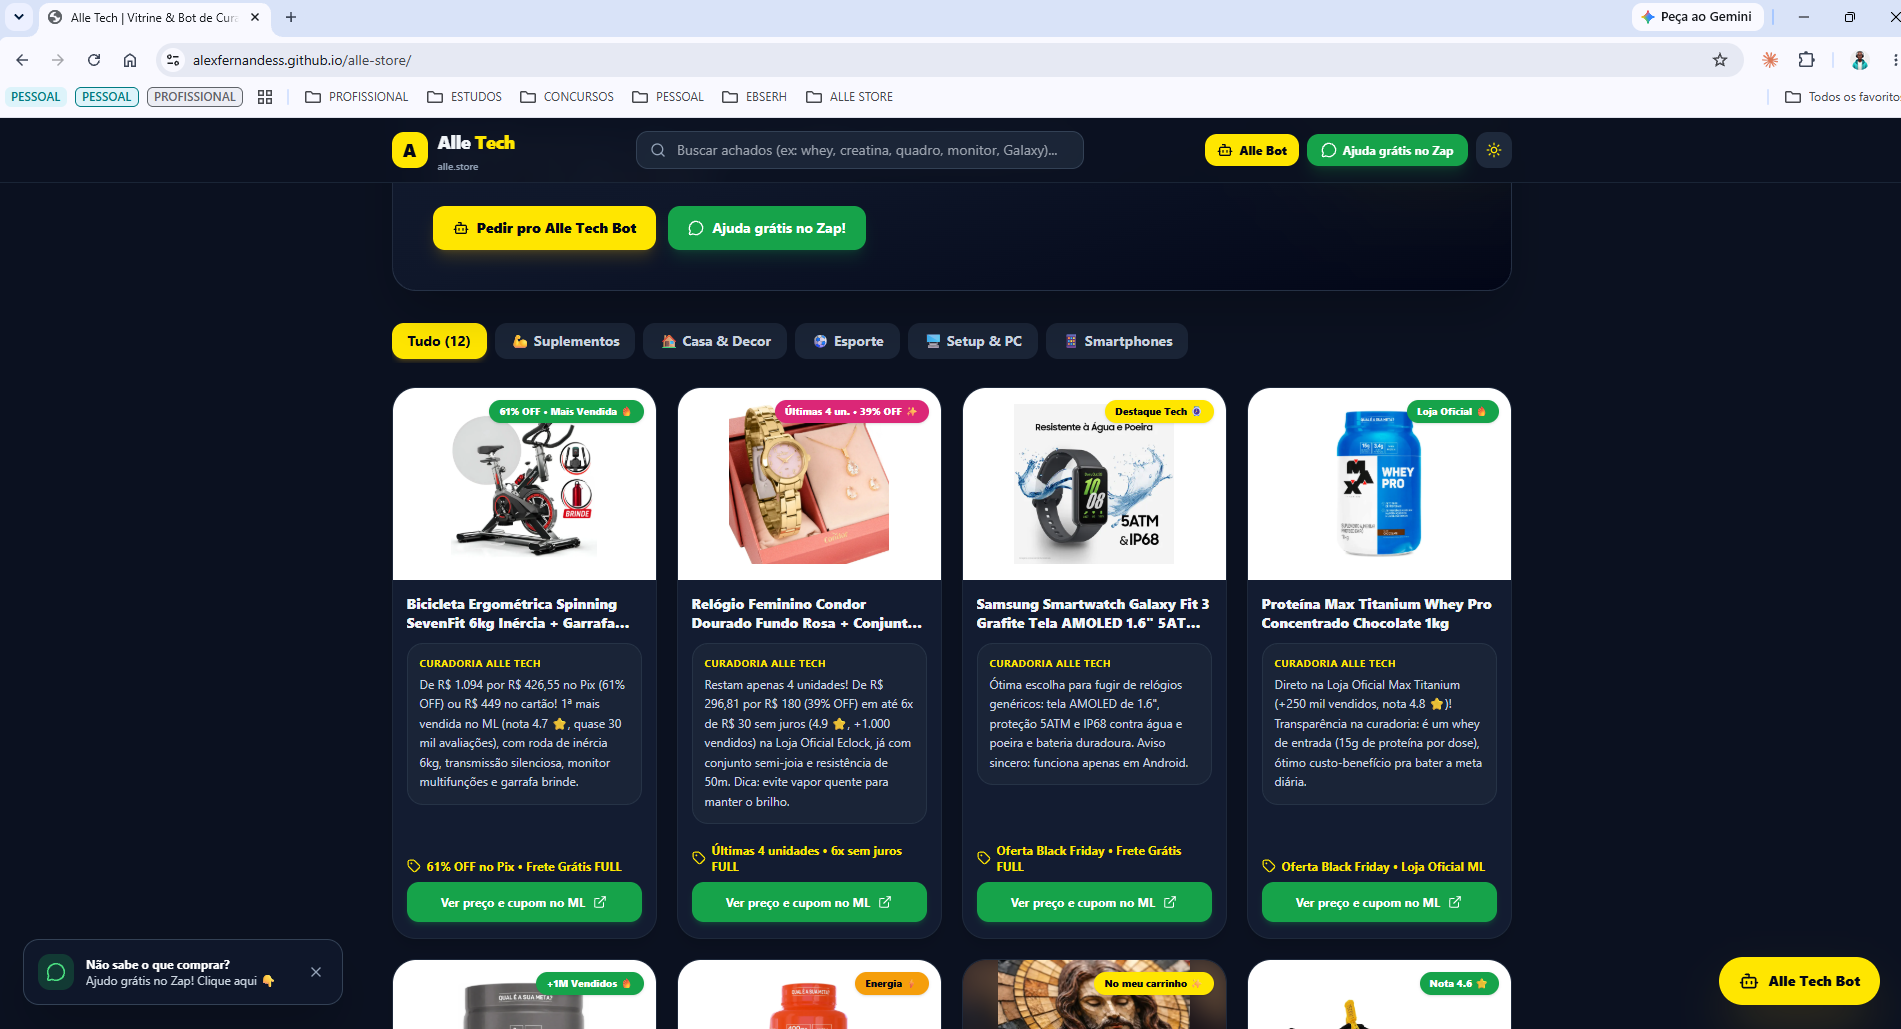 Alle Tech | Vitrine & Bot de Cura
Peça ao Gemini
alexfernandess.github.io/alle-store/
PESSOAL
PESSOAL
PROFISSIONAL
PROFISSIONAL
ESTUDOS
CONCURSOS
PESSOAL
EBSERH
ALLE STORE
Todos os favoritos
A
Alle Tech
alle.store
Buscar achados (ex: whey, creatina, quadro, monitor, Galaxy)...
Alle Bot
Ajuda grátis no Zap
Pedir pro Alle Tech Bot
Ajuda grátis no Zap!
Tudo (12)
Suplementos
Casa & Decor
Esporte
Setup & PC
Smartphones
61% OFF • Mais Vendida
BRINDE
Bicicleta Ergométrica Spinning
SevenFit 6kg Inércia + Garrafa...
CURADORIA ALLE TECH
De R$ 1.094 por R$ 426,55 no Pix (61%
OFF) ou R$ 449 no cartão! 1ª mais
vendida no ML (nota 4.7 ⭐, quase 30
mil avaliações), com roda de inércia
6kg, transmissão silenciosa, monitor
multifunções e garrafa brinde.
61% OFF no Pix • Frete Grátis FULL
Ver preço e cupom no ML
Últimas 4 un. • 39% OFF ✨
Relógio Feminino Condor
Dourado Fundo Rosa + Conjunt...
CURADORIA ALLE TECH
Restam apenas 4 unidades! De R$
296,81 por R$ 180 (39% OFF) em até 6x
de R$ 30 sem juros (4.9 ⭐, +1.000
vendidos) na Loja Oficial Eclock, já com
conjunto semi-joia e resistência de
50m. Dica: evite vapor quente para
manter o brilho.
Últimas 4 unidades • 6x sem juros
FULL
Ver preço e cupom no ML
Destaque Tech
Resistente à Água e Poeira
10
08
5ATM
&IP68
Samsung Smartwatch Galaxy Fit 3
Grafite Tela AMOLED 1.6" 5AT...
CURADORIA ALLE TECH
Ótima escolha para fugir de relógios
genéricos: tela AMOLED de 1.6",
proteção 5ATM e IP68 contra água e
poeira e bateria duradoura. Aviso
sincero: funciona apenas em Android.
Oferta Black Friday • Frete Grátis
FULL
Ver preço e cupom no ML
Loja Oficial
QUAL É A SUA META?
MAX
WHEY
PRO
Proteína Max Titanium Whey Pro
Concentrado Chocolate 1kg
CURADORIA ALLE TECH
Direto na Loja Oficial Max Titanium
(+250 mil vendidos, nota 4.8 ⭐)!
Transparência na curadoria: é um whey
de entrada (15g de proteína por dose),
ótimo custo-benefício pra bater a meta
diária.
Oferta Black Friday • Loja Oficial ML
Ver preço e cupom no ML
+1M Vendidos
QUAL É A SUA META?
Energia
QUAL É A SUA META?
No meu carrinho ✨
Nota 4.6 ⭐
Não sabe o que comprar?
Ajudo grátis no Zap! Clique aqui 👇
Alle Tech Bot